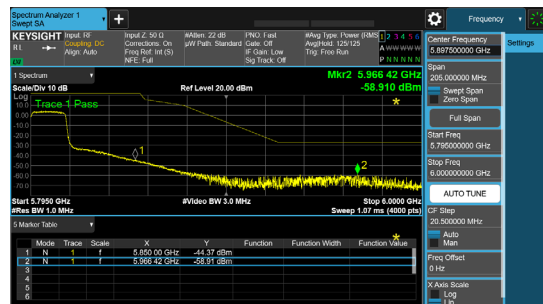 Spectrum Analyzer 1
Swept SA
Frequency
KEYSIGHT
Input: RF
Coupling: DC
Align: Auto
Input Z: 50 Ω
Corrections: On
Freq Ref: Int (S)
NFE: Full
#Atten: 22 dB
µW Path: Standard
PNO: Fast
Gate: Off
IF Gain: Low
Sig Track: Off
#Avg Type: Power (RMS)
Avg|Hold: 125/125
Trig: Free Run
1 2 3 4 5 6
A W W W W W
P N N N N N
1 Spectrum
Scale/Div 10 dB
Ref Level 20.00 dBm
Mkr2 5.966 42 GHz
-58.910 dBm
Log
Trace 1 Pass
10.0
0.00
-10.0
-20.0
-30.0
-40.0
-50.0
-60.0
-70.0
1
2
Start 5.7950 GHz
#Res BW 1.0 MHz
#Video BW 3.0 MHz
Stop 6.0000 GHz
Sweep 1.07 ms (4000 pts)
5 Marker Table
Mode Trace Scale X Y Function Function Width Function Value
1 N 1 f 5.850 00 GHz -44.37 dBm
2 N 1 f 5.966 42 GHz -58.91 dBm
3
4
5
6
Center Frequency
5.897500000 GHz
Settings
Span
205.000000 MHz
Swept Span
Zero Span
Full Span
Start Freq
5.795000000 GHz
Stop Freq
6.000000000 GHz
AUTO TUNE
CF Step
20.500000 MHz
Auto
Man
Freq Offset
0 Hz
X Axis Scale
Log
Lin